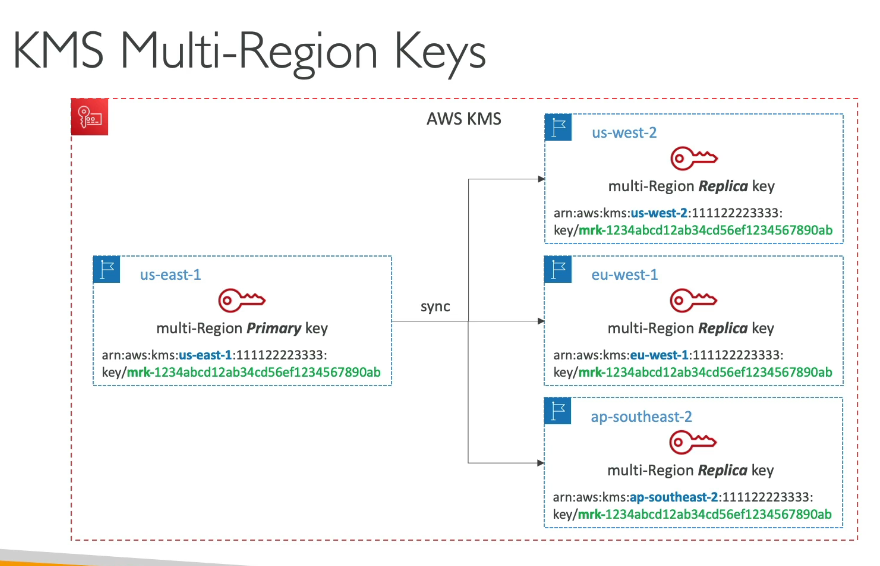 KMS Multi-Region Keys
AWS KMS
us-east-1
multi-Region Primary key
arn:aws:kms:us-east-1:111122223333:
key/mrk-1234abcd12ab34cd56ef1234567890ab
sync
us-west-2
multi-Region Replica key
arn:aws:kms:us-west-2:111122223333:
key/mrk-1234abcd12ab34cd56ef1234567890ab
eu-west-1
multi-Region Replica key
arn:aws:kms:eu-west-1:111122223333:
key/mrk-1234abcd12ab34cd56ef1234567890ab
ap-southeast-2
multi-Region Replica key
arn:aws:kms:ap-southeast-2:111122223333:
key/mrk-1234abcd12ab34cd56ef1234567890ab